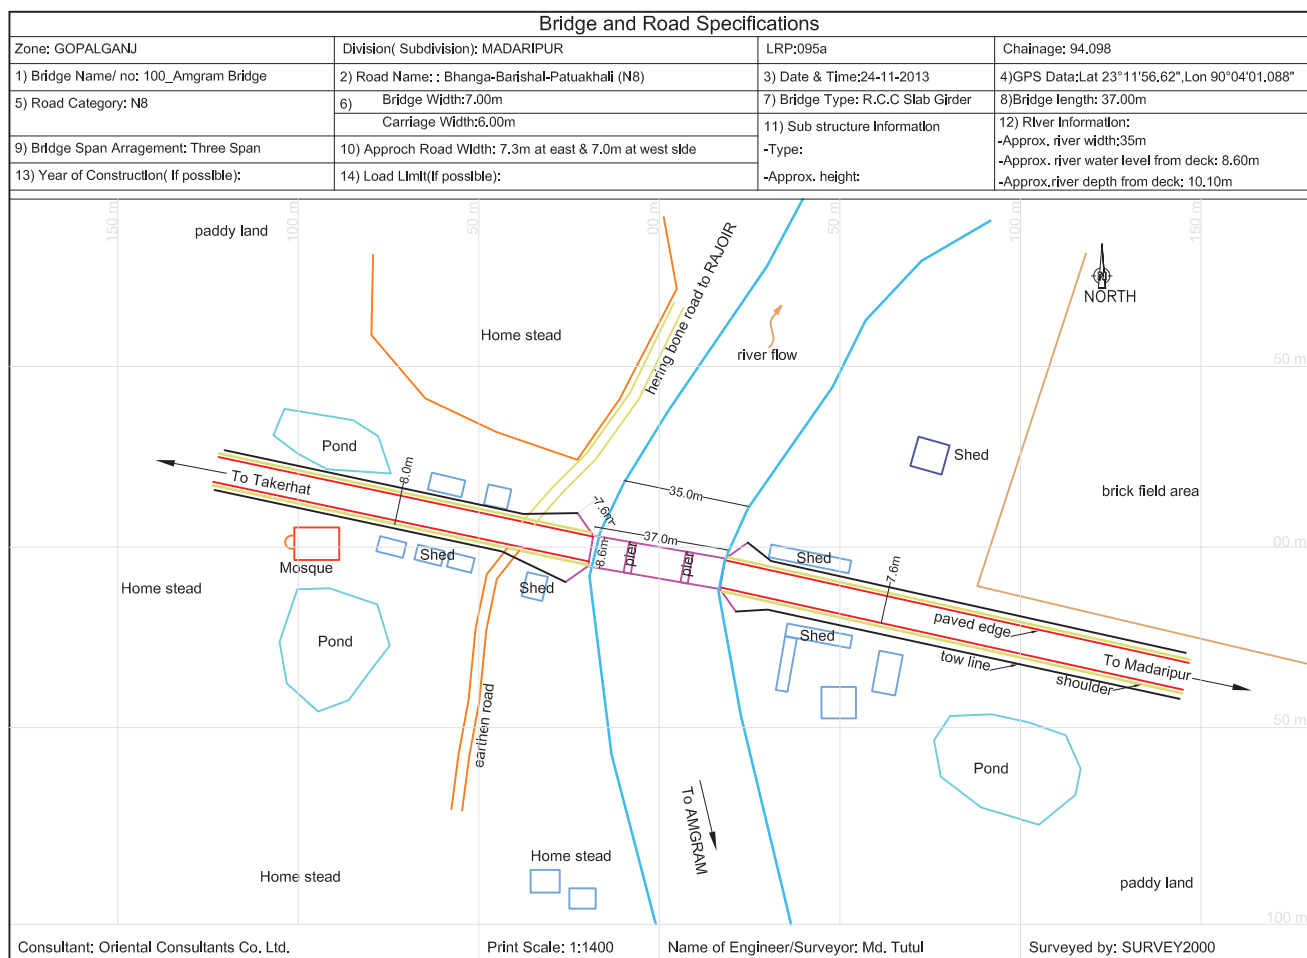 Bridge and Road Specifications
Zone: GOPALGANJ
Division( Subdivision): MADARIPUR
LRP:095a
Chainage: 94.098
1) Bridge Name/ no: 100_Amgram Bridge
2) Road Name: : Bhanga-Barishal-Patuakhali (N8)
3) Date & Time:24-11-2013
4)GPS Data:Lat 23°11'56.62",Lon 90°04'01.088"
5) Road Category: N8
6) Bridge Width:7.00m
Carriage Width:6.00m
7) Bridge Type: R.C.C Slab Girder
8)Bridge length: 37.00m
9) Bridge Span Arragement: Three Span
10) Approch Road Width: 7.3m at east & 7.0m at west side
11) Sub structure Information
-Type:
-Approx. height:
12) River Information:
-Approx. river width:35m
-Approx. river water level from deck: 8.60m
-Approx.river depth from deck: 10.10m
13) Year of Construction( If possible):
14) Load Limit(If possible):
150 m
100 m
50 m
00 m
50 m
100 m
150 m
paddy land
hering bone road to RAJOIR
NORTH
Home stead
river flow
50 m
Pond
Shed
8.0m
To Takerhat
brick field area
35.0m
7.6m
37.0m
8.6m
pier
pier
00 m
Shed
Shed
Mosque
Home stead
Shed
7.6m
paved edge
Pond
Shed
tow line
To Madaripur
shoulder
earthen road
50 m
Pond
To AMGRAM
Home stead
Home stead
paddy land
100 m
Consultant: Oriental Consultants Co. Ltd.
Print Scale: 1:1400
Name of Engineer/Surveyor: Md. Tutul
Surveyed by: SURVEY2000